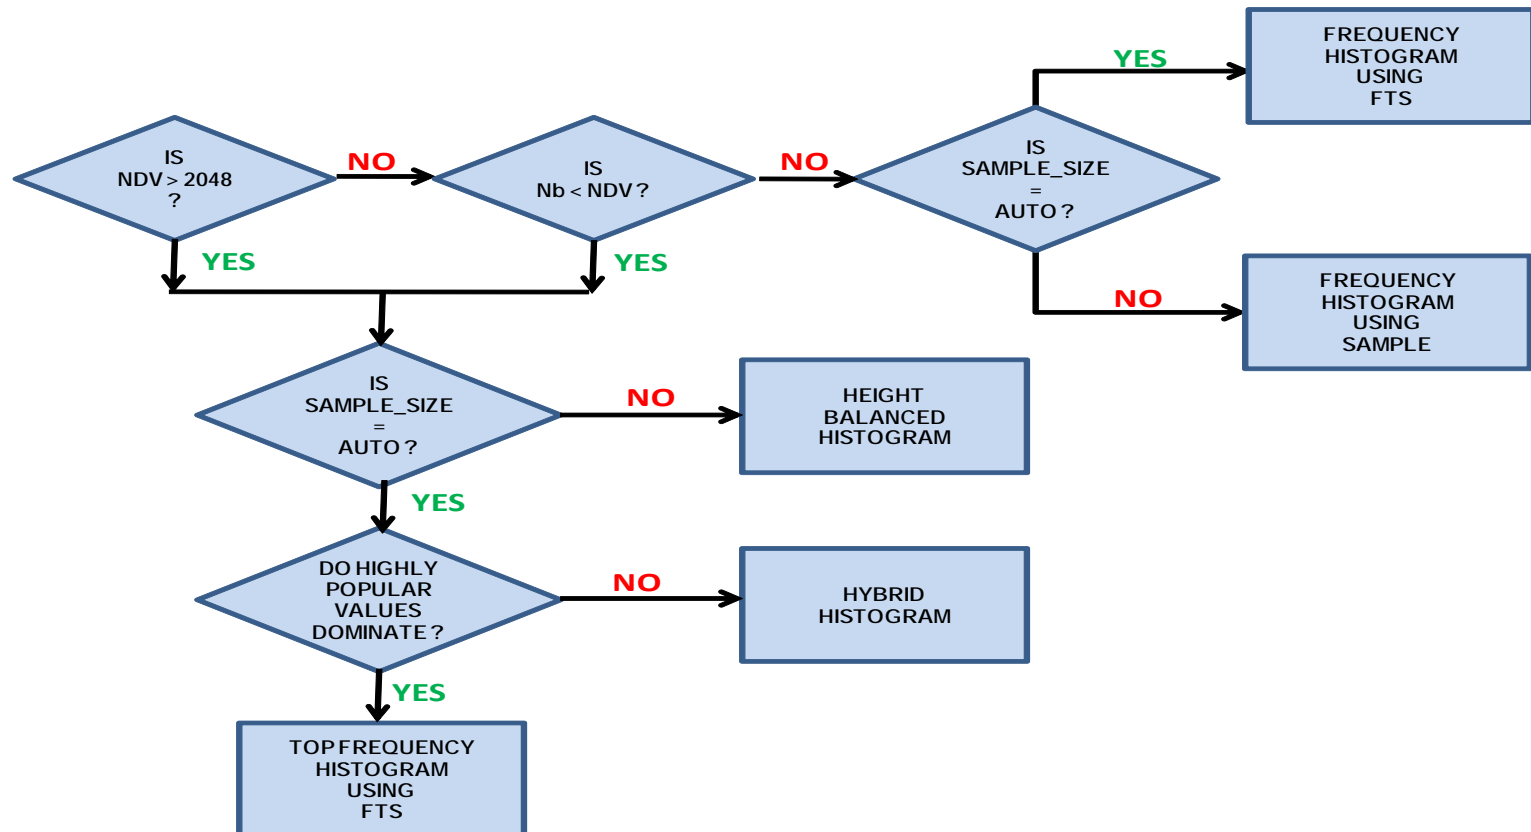 IS
NDV > 2048
?
NO
IS
Nb < NDV ?
NO
IS
SAMPLE_SIZE
=
AUTO ?
YES
FREQUENCY
HISTOGRAM
USING
FTS
NO
FREQUENCY
HISTOGRAM
USING
SAMPLE
YES
YES
IS
SAMPLE_SIZE
=
AUTO ?
NO
HEIGHT
BALANCED
HISTOGRAM
YES
DO HIGHLY
POPULAR
VALUES
DOMINATE ?
NO
HYBRID
HISTOGRAM
YES
TOP FREQUENCY
HISTOGRAM
USING
FTS